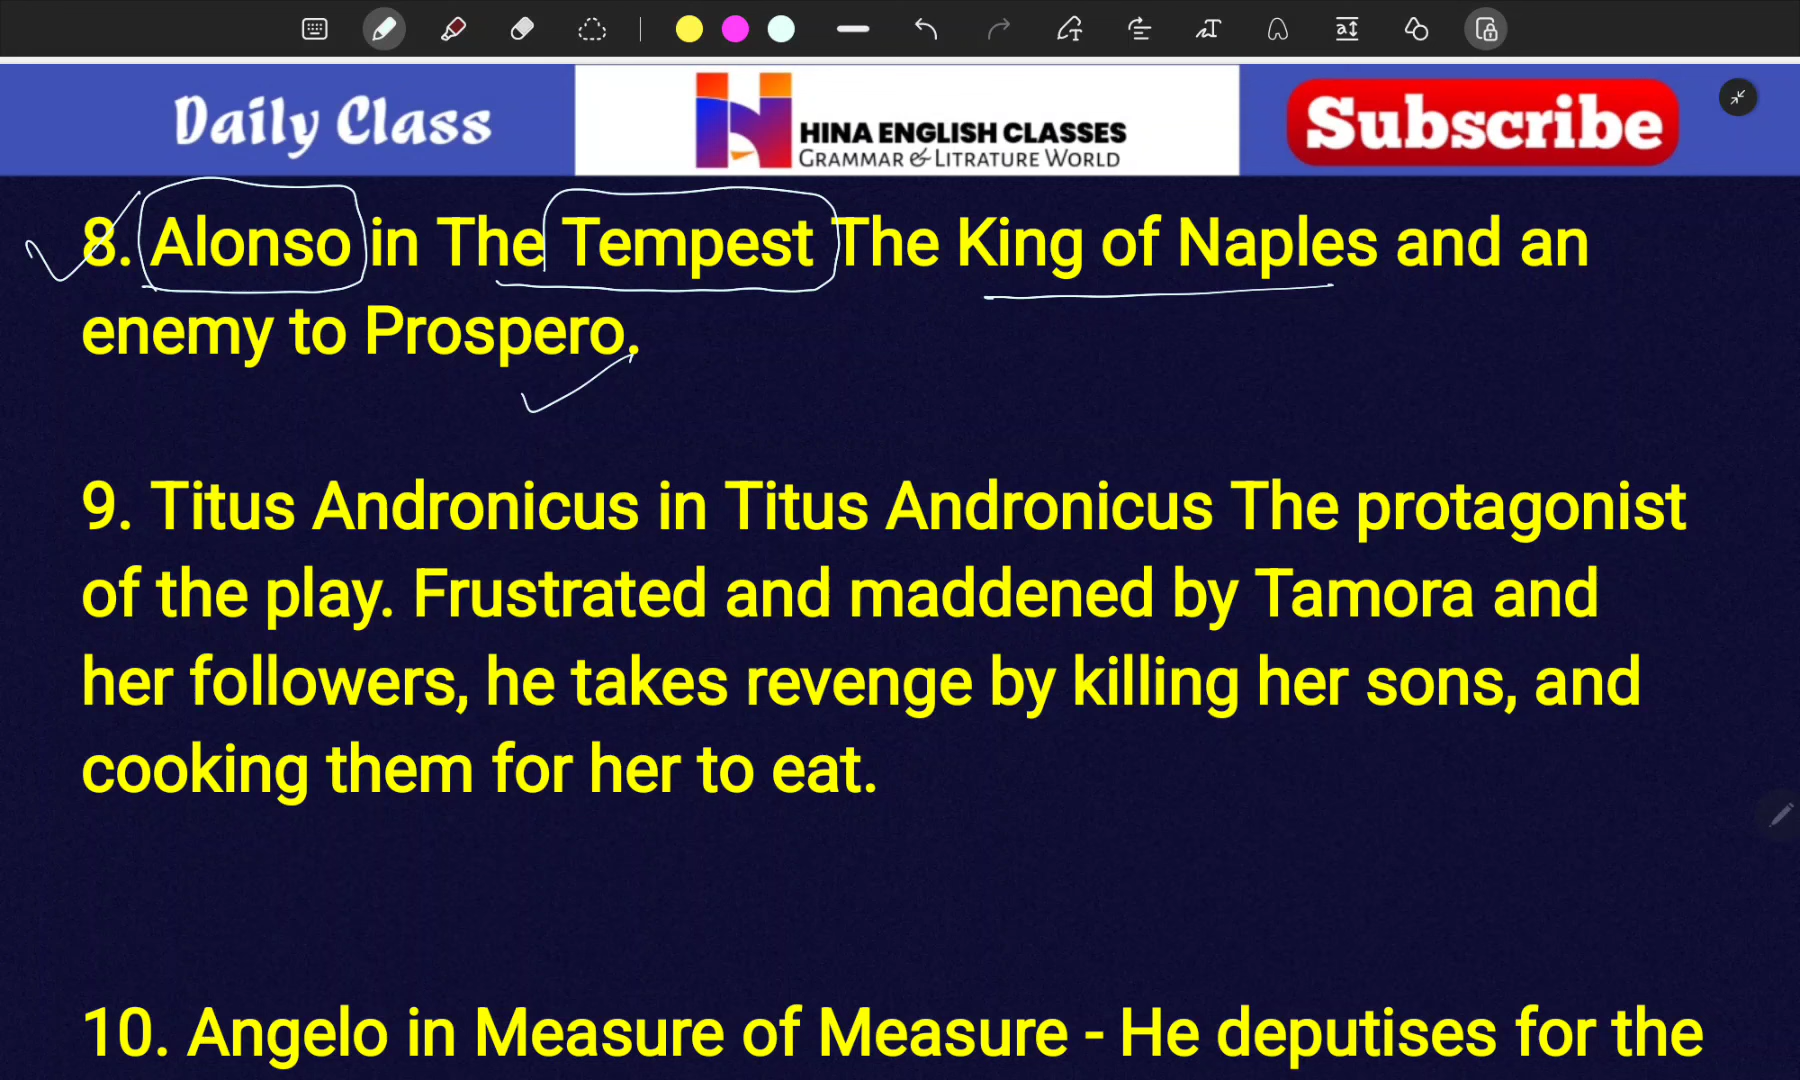 Daily Class
HINA ENGLISH CLASSES
GRAMMAR & LITRATURE WORLD
Subscribe
8. Alonso in The Tempest The King of Naples and an
enemy to Prospero.
9. Titus Andronicus in Titus Andronicus The protagonist
of the play. Frustrated and maddened by Tamora and
her followers, he takes revenge by killing her sons, and
cooking them for her to eat.
10. Angelo in Measure of Measure - He deputises for the